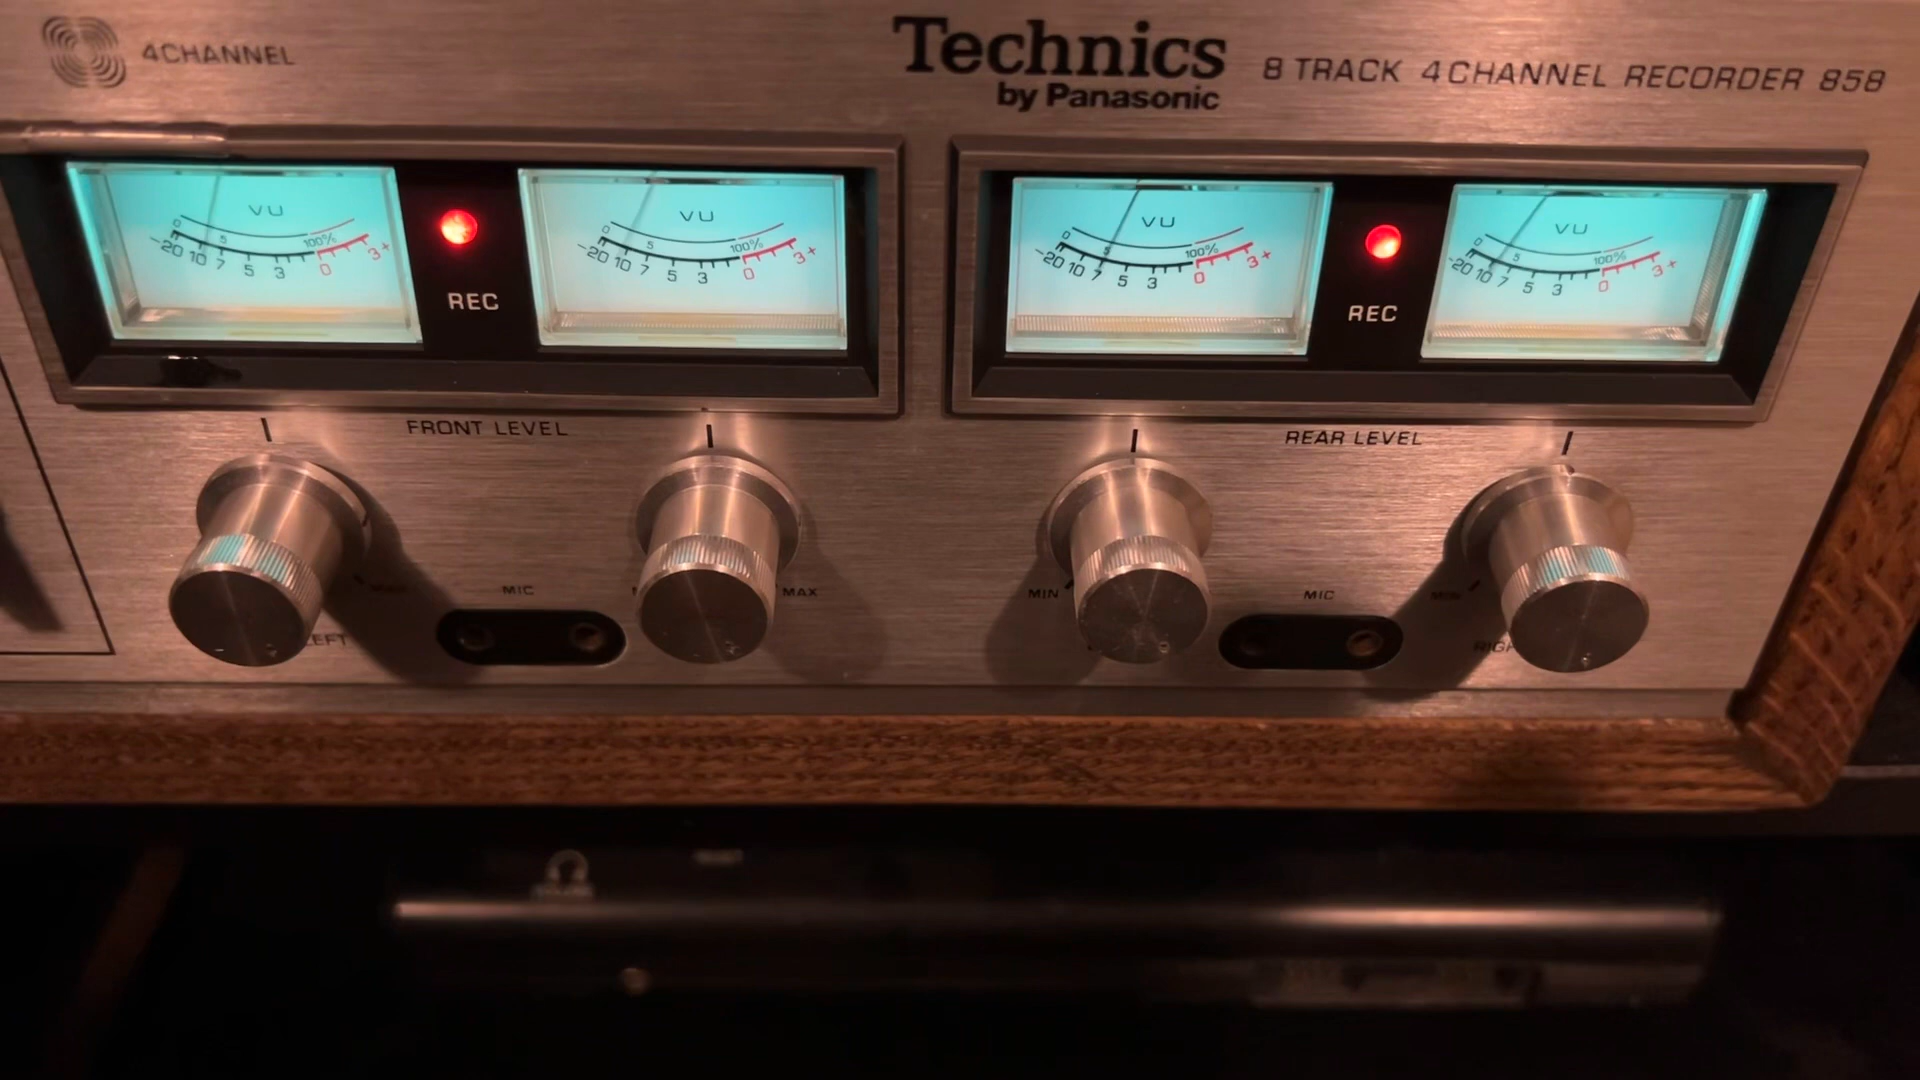 4CHANNEL
Technics
by Panasonic
8 TRACK 4CHANNEL RECORDER 858
VU
0 5 100%
-20 10 7 5 3 0 3+
REC
VU
0 5 100%
-20 10 7 5 3 0 3+
VU
0 5 100%
-20 10 7 5 3 0 3+
REC
VU
0 5 100%
-20 10 7 5 3 0 3+
FRONT LEVEL
REAR LEVEL
MAX
MIC
MAX
MIN
MIC
MIN